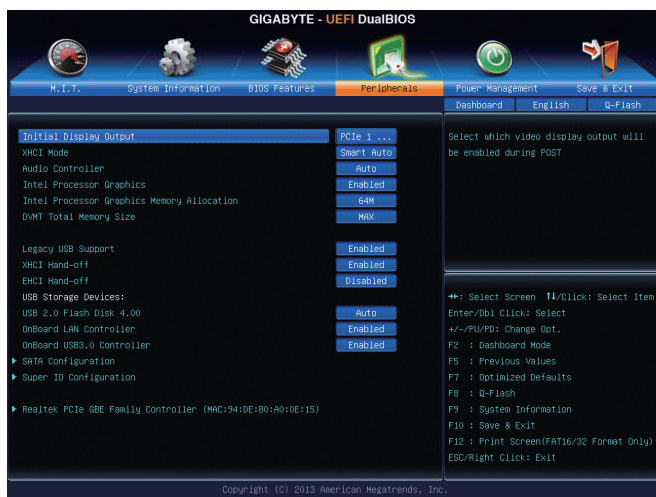 GIGABYTE - UEFI DualBIOS
M.I.T. System Information BIOS Features Peripherals Power Management Save & Exit
Dashboard English Q-Flash
Initial Display Output PCIe 1 ...
XHCI Mode Smart Auto
Audio Controller Auto
Intel Processor Graphics Enabled
Intel Processor Graphics Memory Allocation 64M
DVMT Total Memory Size MAX
Legacy USB Support Enabled
XHCI Hand-off Enabled
EHCI Hand-off Disabled
USB Storage Devices:
USB 2.0 Flash Disk 4.00 Auto
OnBoard LAN Controller Enabled
OnBoard USB3.0 Controller Enabled
SATA Configuration
Super IO Configuration
Realtek PCIe GBE Family Controller (MAC:94:DE:80:A0:0E:15)
Select which video display output will
be enabled during POST
↔: Select Screen ↑↓/Click: Select Item
Enter/Dbl Click: Select
+/-/PU/PD: Change Opt.
F2 : Dashboard Mode
F5 : Previous Values
F7 : Optimized Defaults
F8 : Q-Flash
F9 : System Information
F10 : Save & Exit
F12 : Print Screen(FAT16/32 Format Only)
ESC/Right Click: Exit
Copyright (C) 2013 American Megatrends, Inc.